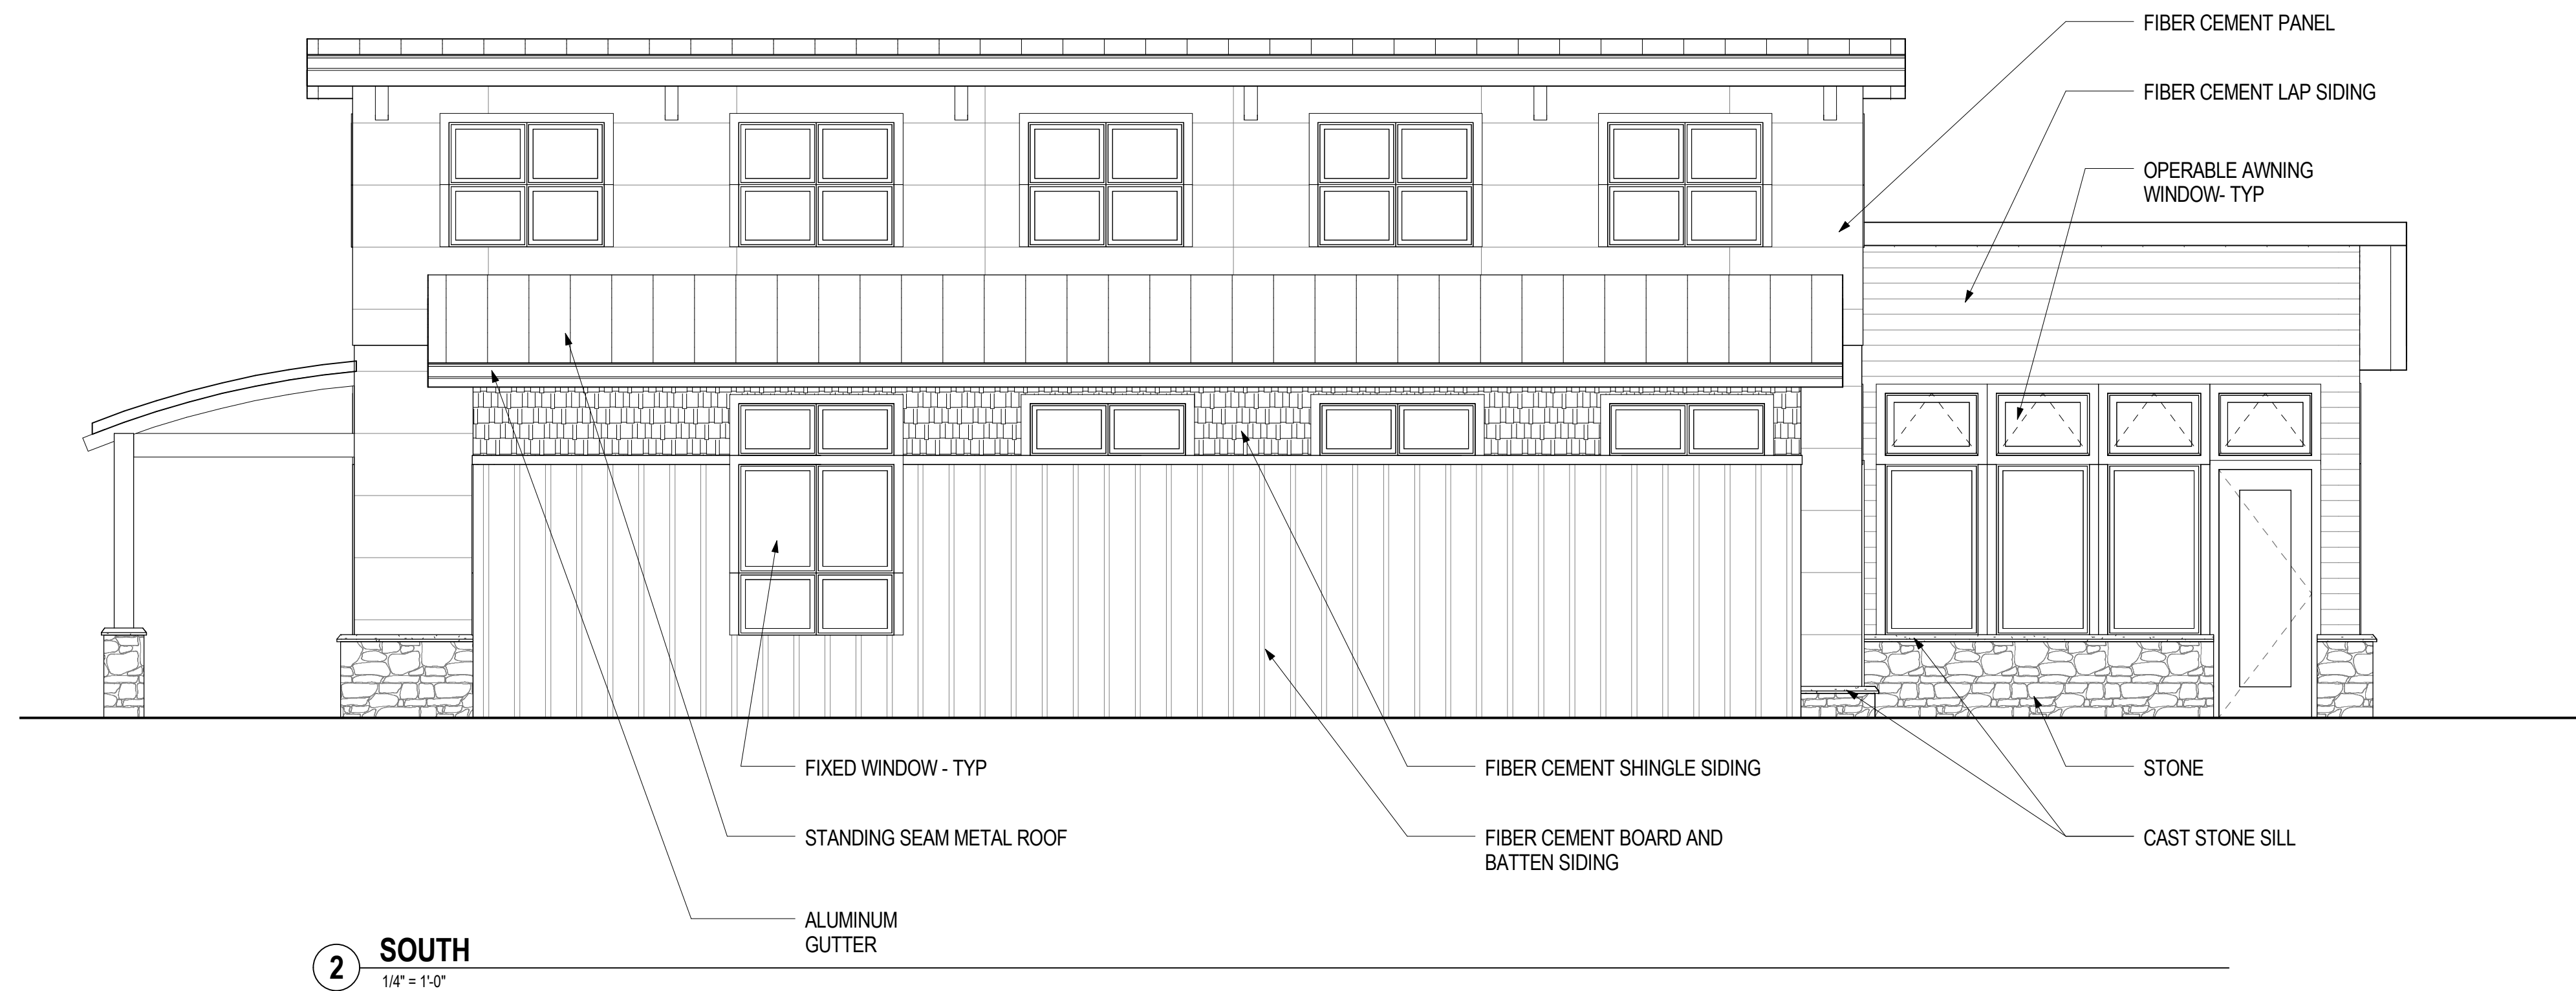 FIBER CEMENT PANEL
FIBER CEMENT LAP SIDING
OPERABLE AWNING
WINDOW- TYP
FIXED WINDOW - TYP
FIBER CEMENT SHINGLE SIDING
STONE
STANDING SEAM METAL ROOF
FIBER CEMENT BOARD AND
BATTEN SIDING
CAST STONE SILL
ALUMINUM
GUTTER
2
SOUTH
1/4" = 1'-0"